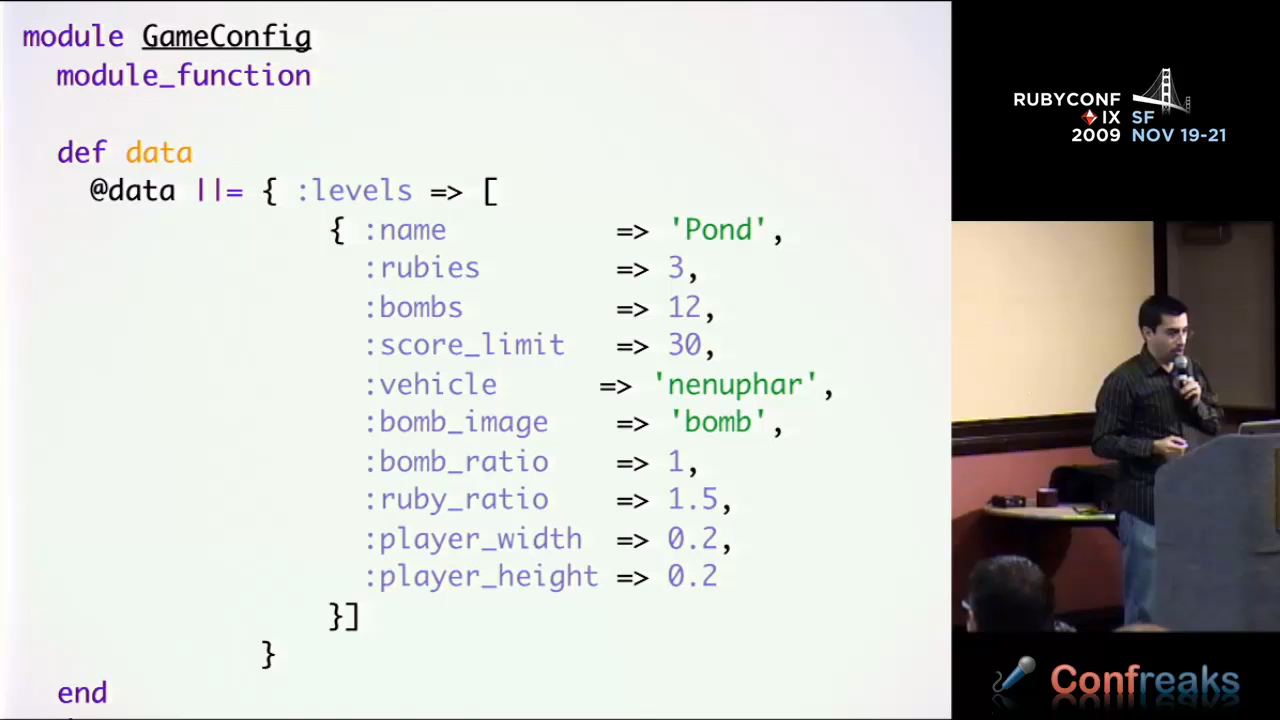 module GameConfig
module_function
def data
@data ||= { :levels => [
{ :name => 'Pond',
:rubies => 3,
:bombs => 12,
:score_limit => 30,
:vehicle => 'nenuphar',
:bomb_image => 'bomb',
:bomb_ratio => 1,
:ruby_ratio => 1.5,
:player_width => 0.2,
:player_height => 0.2
}]
}
end
RUBYCONF
IX
2009
SF
NOV 19-21
Confreaks